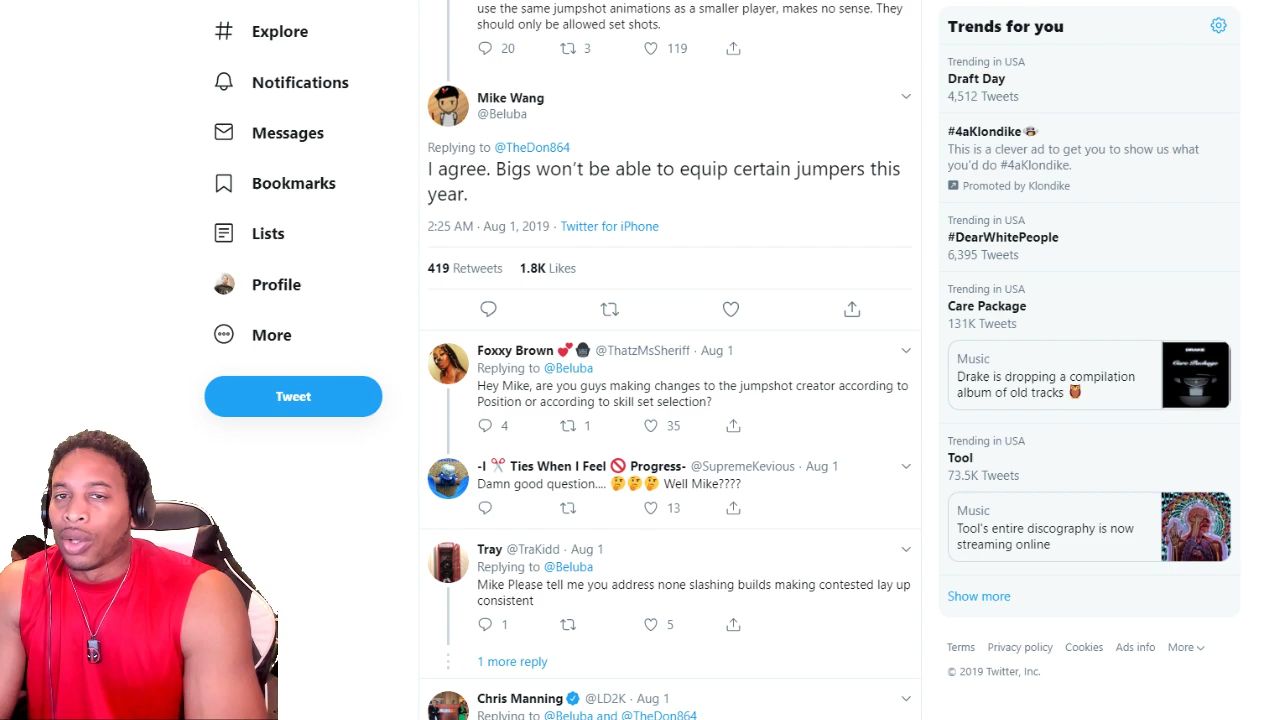 Explore
Notifications
Messages
Bookmarks
Lists
Profile
More
Tweet
use the same jumpshot animations as a smaller player, makes no sense. They
should only be allowed set shots.
20 3 119
Mike Wang
@Beluba
Replying to @TheDon864
I agree. Bigs won't be able to equip certain jumpers this
year.
2:25 AM · Aug 1, 2019 · Twitter for iPhone
419 Retweets 1.8K Likes
Foxxy Brown 💕 @ThatzMsSheriff · Aug 1
Replying to @Beluba
Hey Mike, are you guys making changes to the jumpshot creator according to
Position or according to skill set selection?
4 1 35
-I ✂️ Ties When I Feel 🚫 Progress- @SupremeKevious · Aug 1
Damn good question.... 🤔🤔🤔 Well Mike????
13
Tray @TraKidd · Aug 1
Replying to @Beluba
Mike Please tell me you address none slashing builds making contested lay up
consistent
1 5
1 more reply
Chris Manning @LD2K · Aug 1
Replying to @Beluba and @TheDon864
Trends for you
Trending in USA
Draft Day
4,512 Tweets
#4aKlondike
This is a clever ad to get you to show us what
you'd do #4aKlondike.
Promoted by Klondike
Trending in USA
#DearWhitePeople
6,395 Tweets
Trending in USA
Care Package
131K Tweets
Music
Drake is dropping a compilation
album of old tracks 🦉
DRAKE
Care Package
Trending in USA
Tool
73.5K Tweets
Music
Tool's entire discography is now
streaming online
Show more
Terms Privacy policy Cookies Ads info More
© 2019 Twitter, Inc.